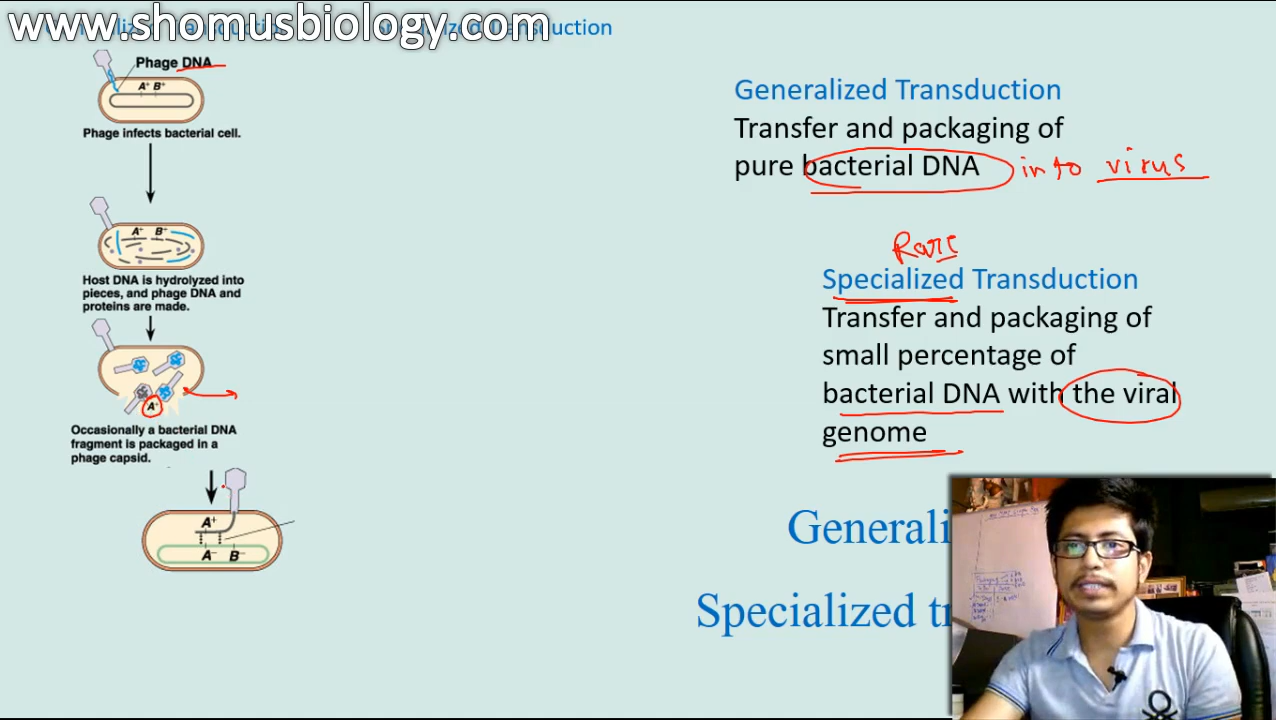 www.shomusbiology.com
Phage DNA
A+ B+
Phage infects bacterial cell.
A+ B+
Host DNA is hydrolyzed into
pieces, and phage DNA and
proteins are made.
A+
Occasionally a bacterial DNA
fragment is packaged in a
phage capsid.
A+
A- B-
Generalized Transduction
Transfer and packaging of
pure bacterial DNA into virus
Rare
Specialized Transduction
Transfer and packaging of
small percentage of
bacterial DNA with the viral
genome
Generali
Specialized tr